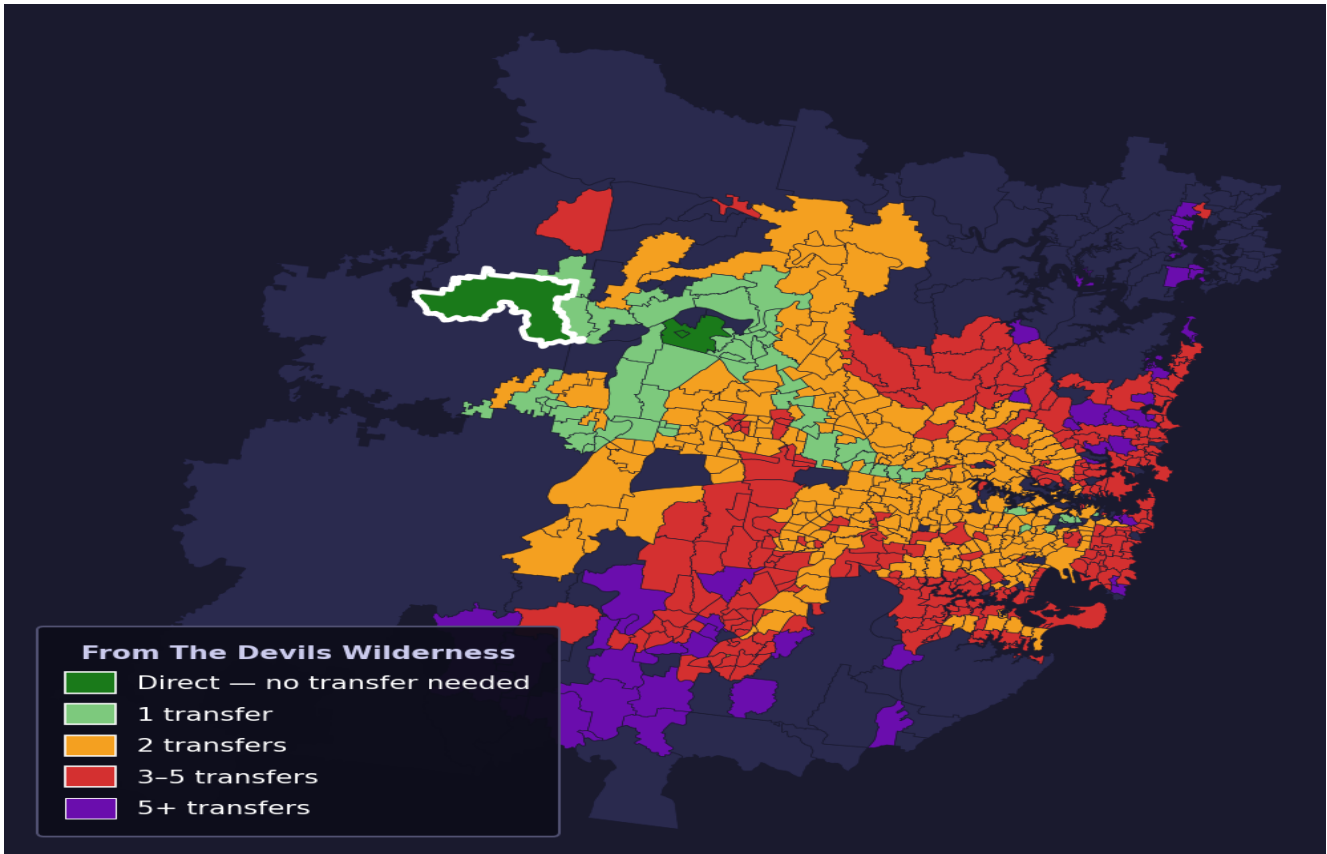 From The Devils Wilderness
Direct — no transfer needed
1 transfer
2 transfers
3–5 transfers
5+ transfers